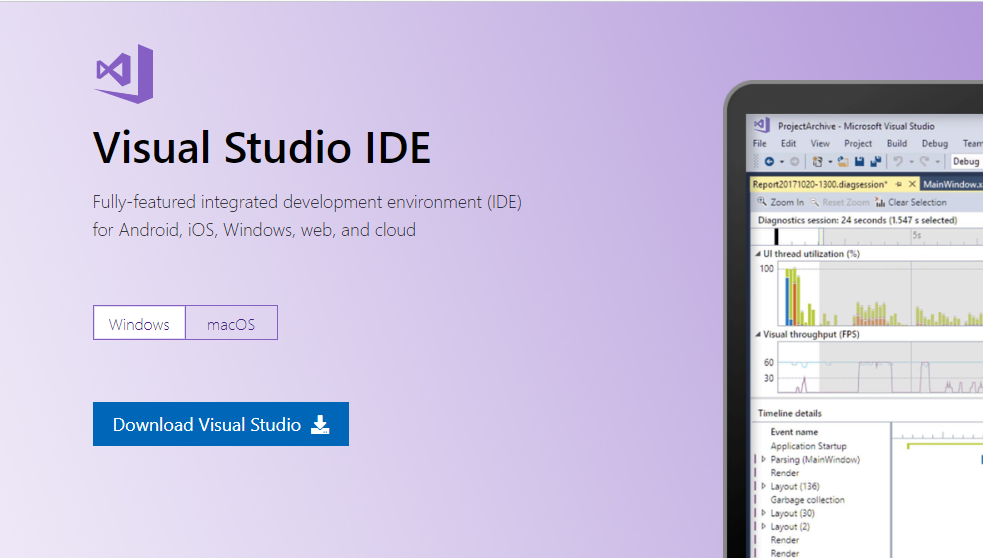 Visual Studio IDE
Fully-featured integrated development environment (IDE)
for Android, iOS, Windows, web, and cloud
Windows macOS
Download Visual Studio
ProjectArchive - Microsoft Visual Studio
File Edit View Project Build Debug Team
Debug
Report20171020-1300.diagsession* MainWindow.x
Zoom In Reset Zoom Clear Selection
Diagnostics session: 24 seconds (1.547 s selected)
5s
UI thread utilization (%)
100
Visual throughput (FPS)
60
30
Timeline details
Event name
Application Startup
Parsing (MainWindow)
Render
Layout (136)
Garbage collection
Layout (30)
Layout (2)
Render
Render